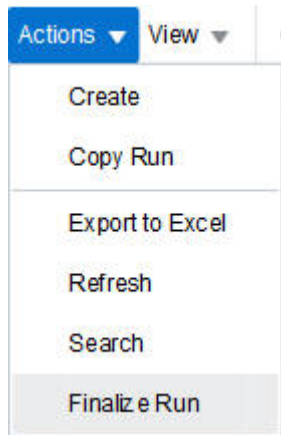 Actions View
Create
Copy Run
Export to Excel
Refresh
Search
Finalize Run